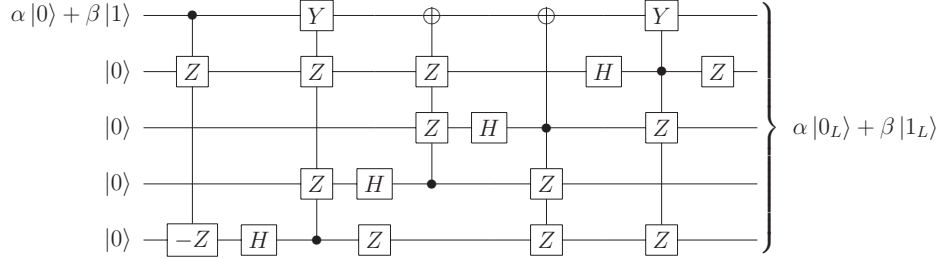 α |0⟩ + β |1⟩ Y Y
|0⟩ Z Z Z H Z
|0⟩ Z H Z
|0⟩ Z H Z
|0⟩ −Z H Z Z Z
α |0_L⟩ + β |1_L⟩